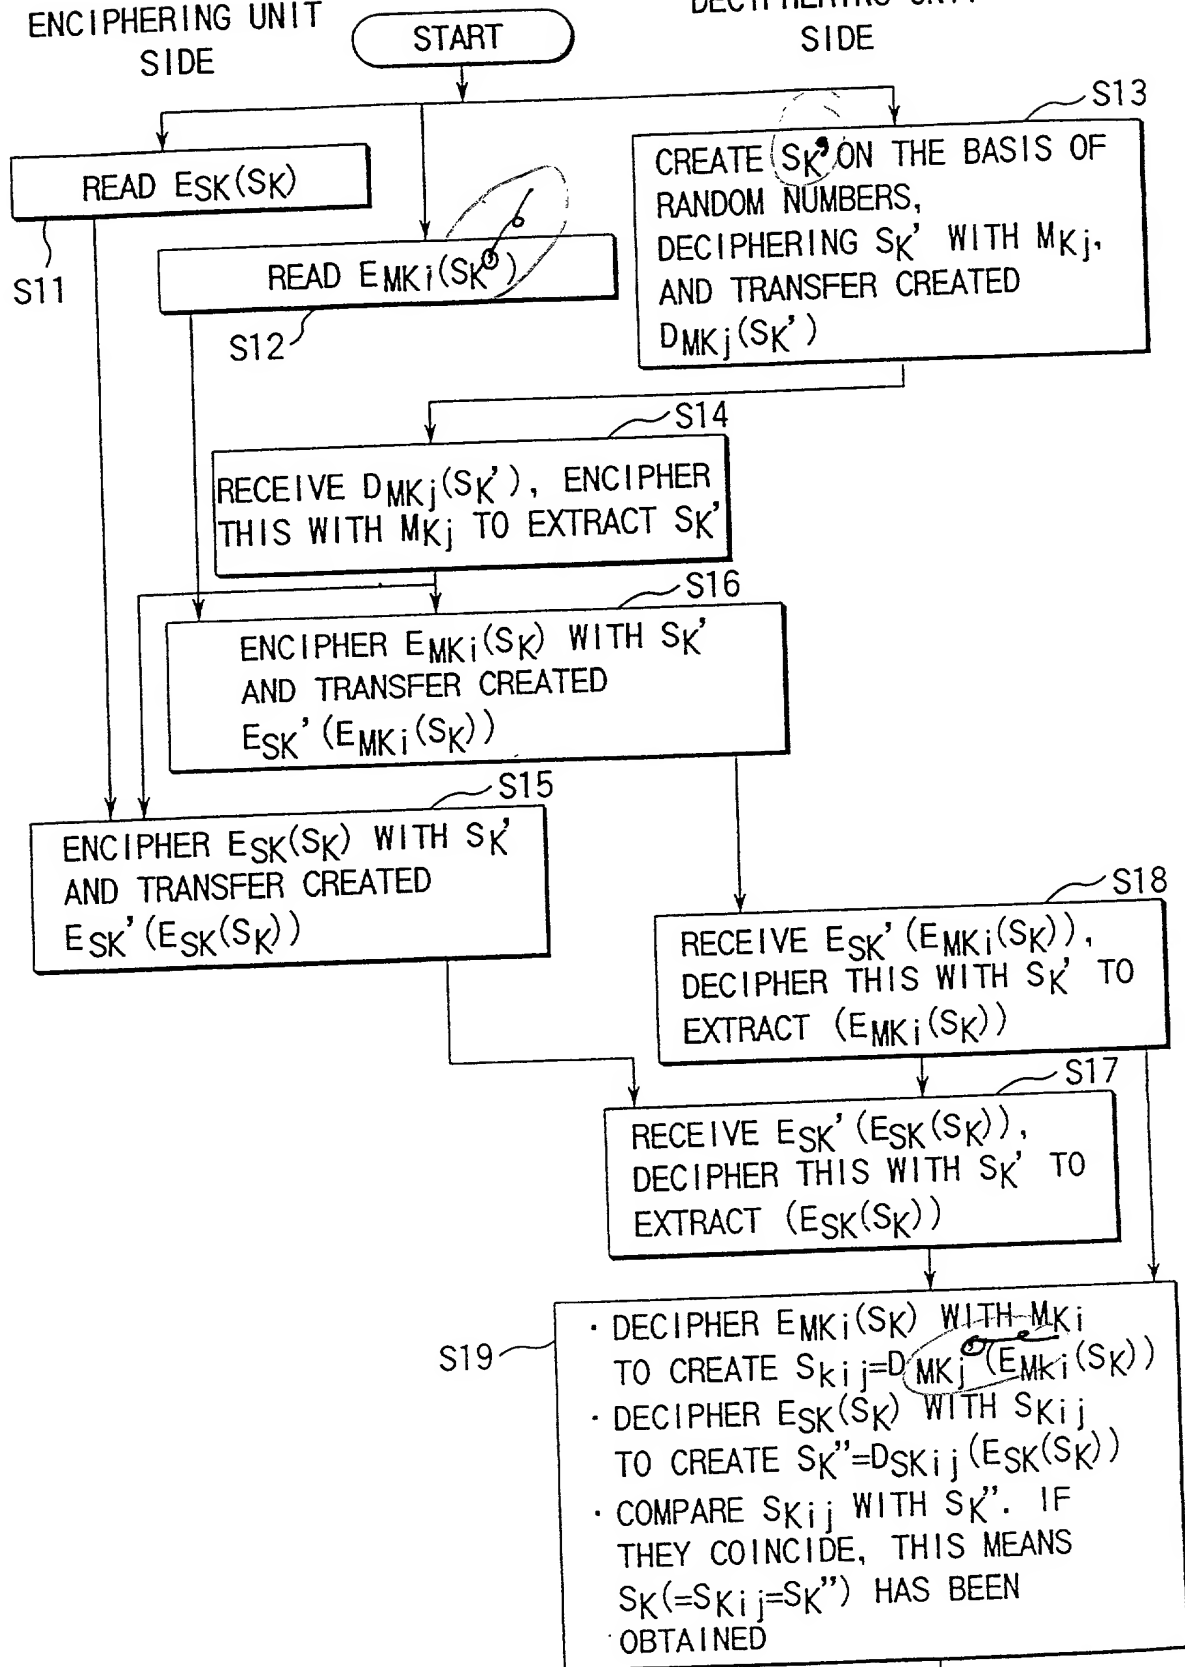 ENCIPHERING UNIT
SIDE
START
DECIPHERING UNIT
SIDE
S13
READ ESK(SK)
S11
READ EMKi(SK)
S12
CREATE SK' ON THE BASIS OF
RANDOM NUMBERS,
DECIPHERING SK' WITH MKj,
AND TRANSFER CREATED
DMKj(SK')
S14
RECEIVE DMKj(SK'), ENCIPHER
THIS WITH MKj TO EXTRACT SK'
S16
ENCIPHER EMKi(SK) WITH SK'
AND TRANSFER CREATED
ESK'(EMKi(SK))
S15
ENCIPHER ESK(SK) WITH SK'
AND TRANSFER CREATED
ESK'(ESK(SK))
S18
RECEIVE ESK'(EMKi(SK)),
DECIPHER THIS WITH SK' TO
EXTRACT (EMKi(SK))
S17
RECEIVE ESK'(ESK(SK)),
DECIPHER THIS WITH SK' TO
EXTRACT (ESK(SK))
S19
· DECIPHER EMKi(SK) WITH MKi
TO CREATE Skij=DMKj(EMki(SK))
· DECIPHER ESK(SK) WITH SKij
TO CREATE SK"=DSKij(ESK(SK))
· COMPARE SKij WITH SK". IF
THEY COINCIDE, THIS MEANS
SK(=SKij=SK") HAS BEEN
OBTAINED